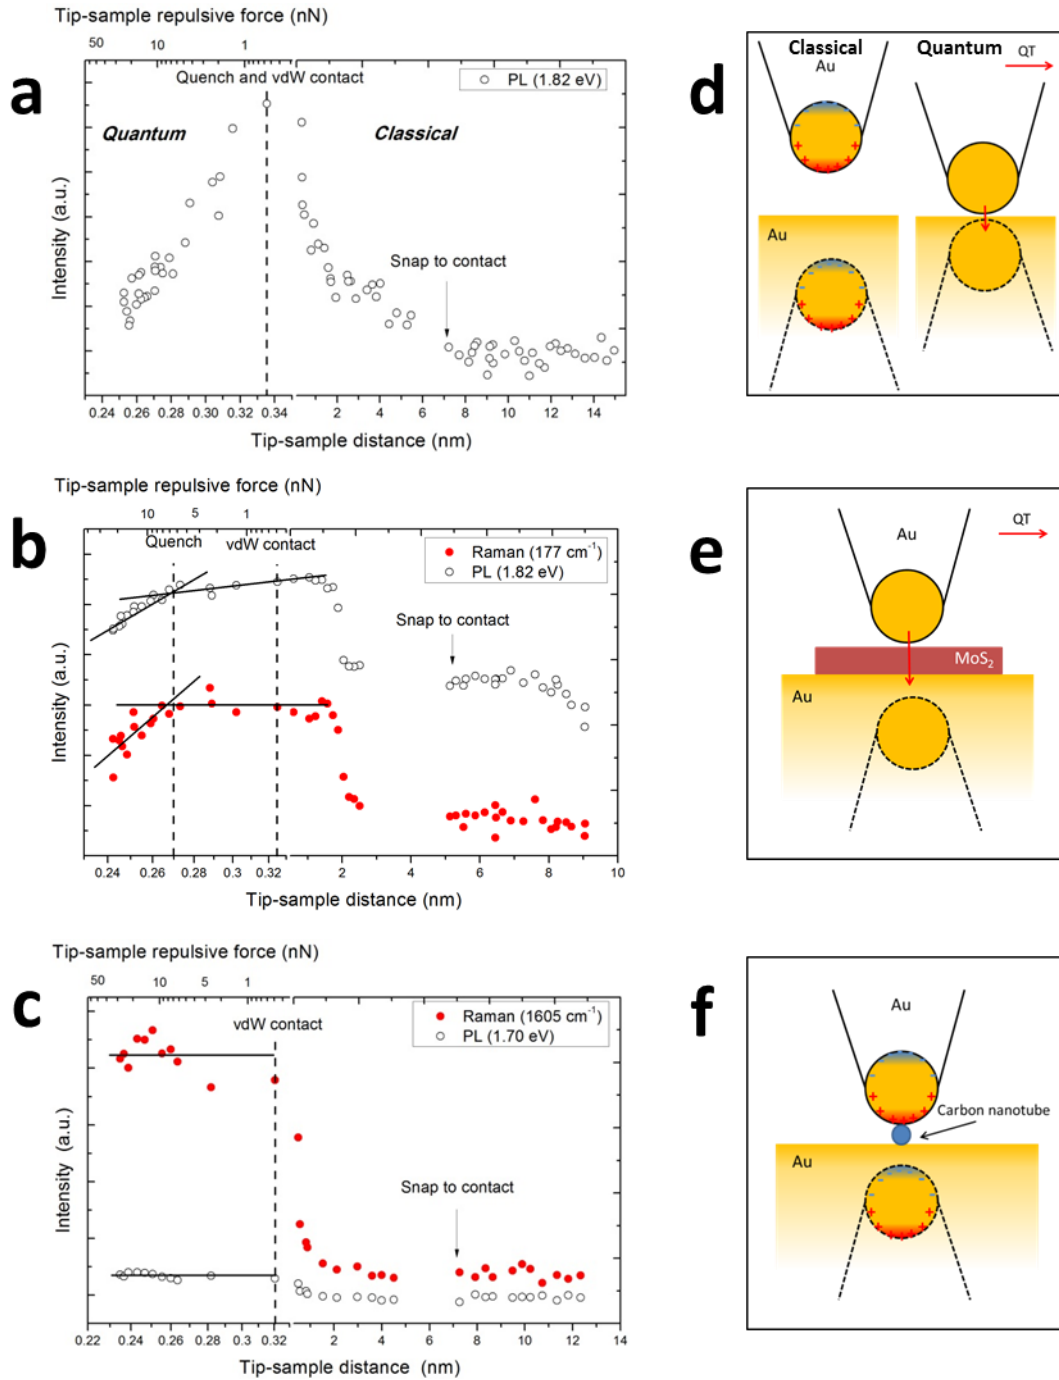 Tip-sample repulsive force (nN)
50 10 1
a
Quench and vdW contact
PL (1.82 eV)
Quantum
Classical
Snap to contact
Intensity (a.u.)
0.24 0.26 0.28 0.30 0.32 0.34 2 4 6 8 10 12 14
Tip-sample distance (nm)
d
Classical
Quantum
QT
Au
Au
- - - -
+ + + + + + +
- - - -
+ + + + + + +
Tip-sample repulsive force (nN)
10 5 1
b
Quench
vdW contact
Raman (177 cm⁻¹)
PL (1.82 eV)
Snap to contact
Intensity (a.u.)
0.24 0.26 0.28 0.30 0.32 2 4 6 8 10
Tip-sample distance (nm)
e
QT
Au
MoS₂
Au
Tip-sample repulsive force (nN)
50 10 5 1
c
vdW contact
Raman (1605 cm⁻¹)
PL (1.70 eV)
Snap to contact
Intensity (a.u.)
0.22 0.24 0.26 0.28 0.30 0.32 2 4 6 8 10 12 14
Tip-sample distance (nm)
f
Au
Carbon nanotube
Au
- - - -
+ + + + + + +
- - - -
+ + + + + + +